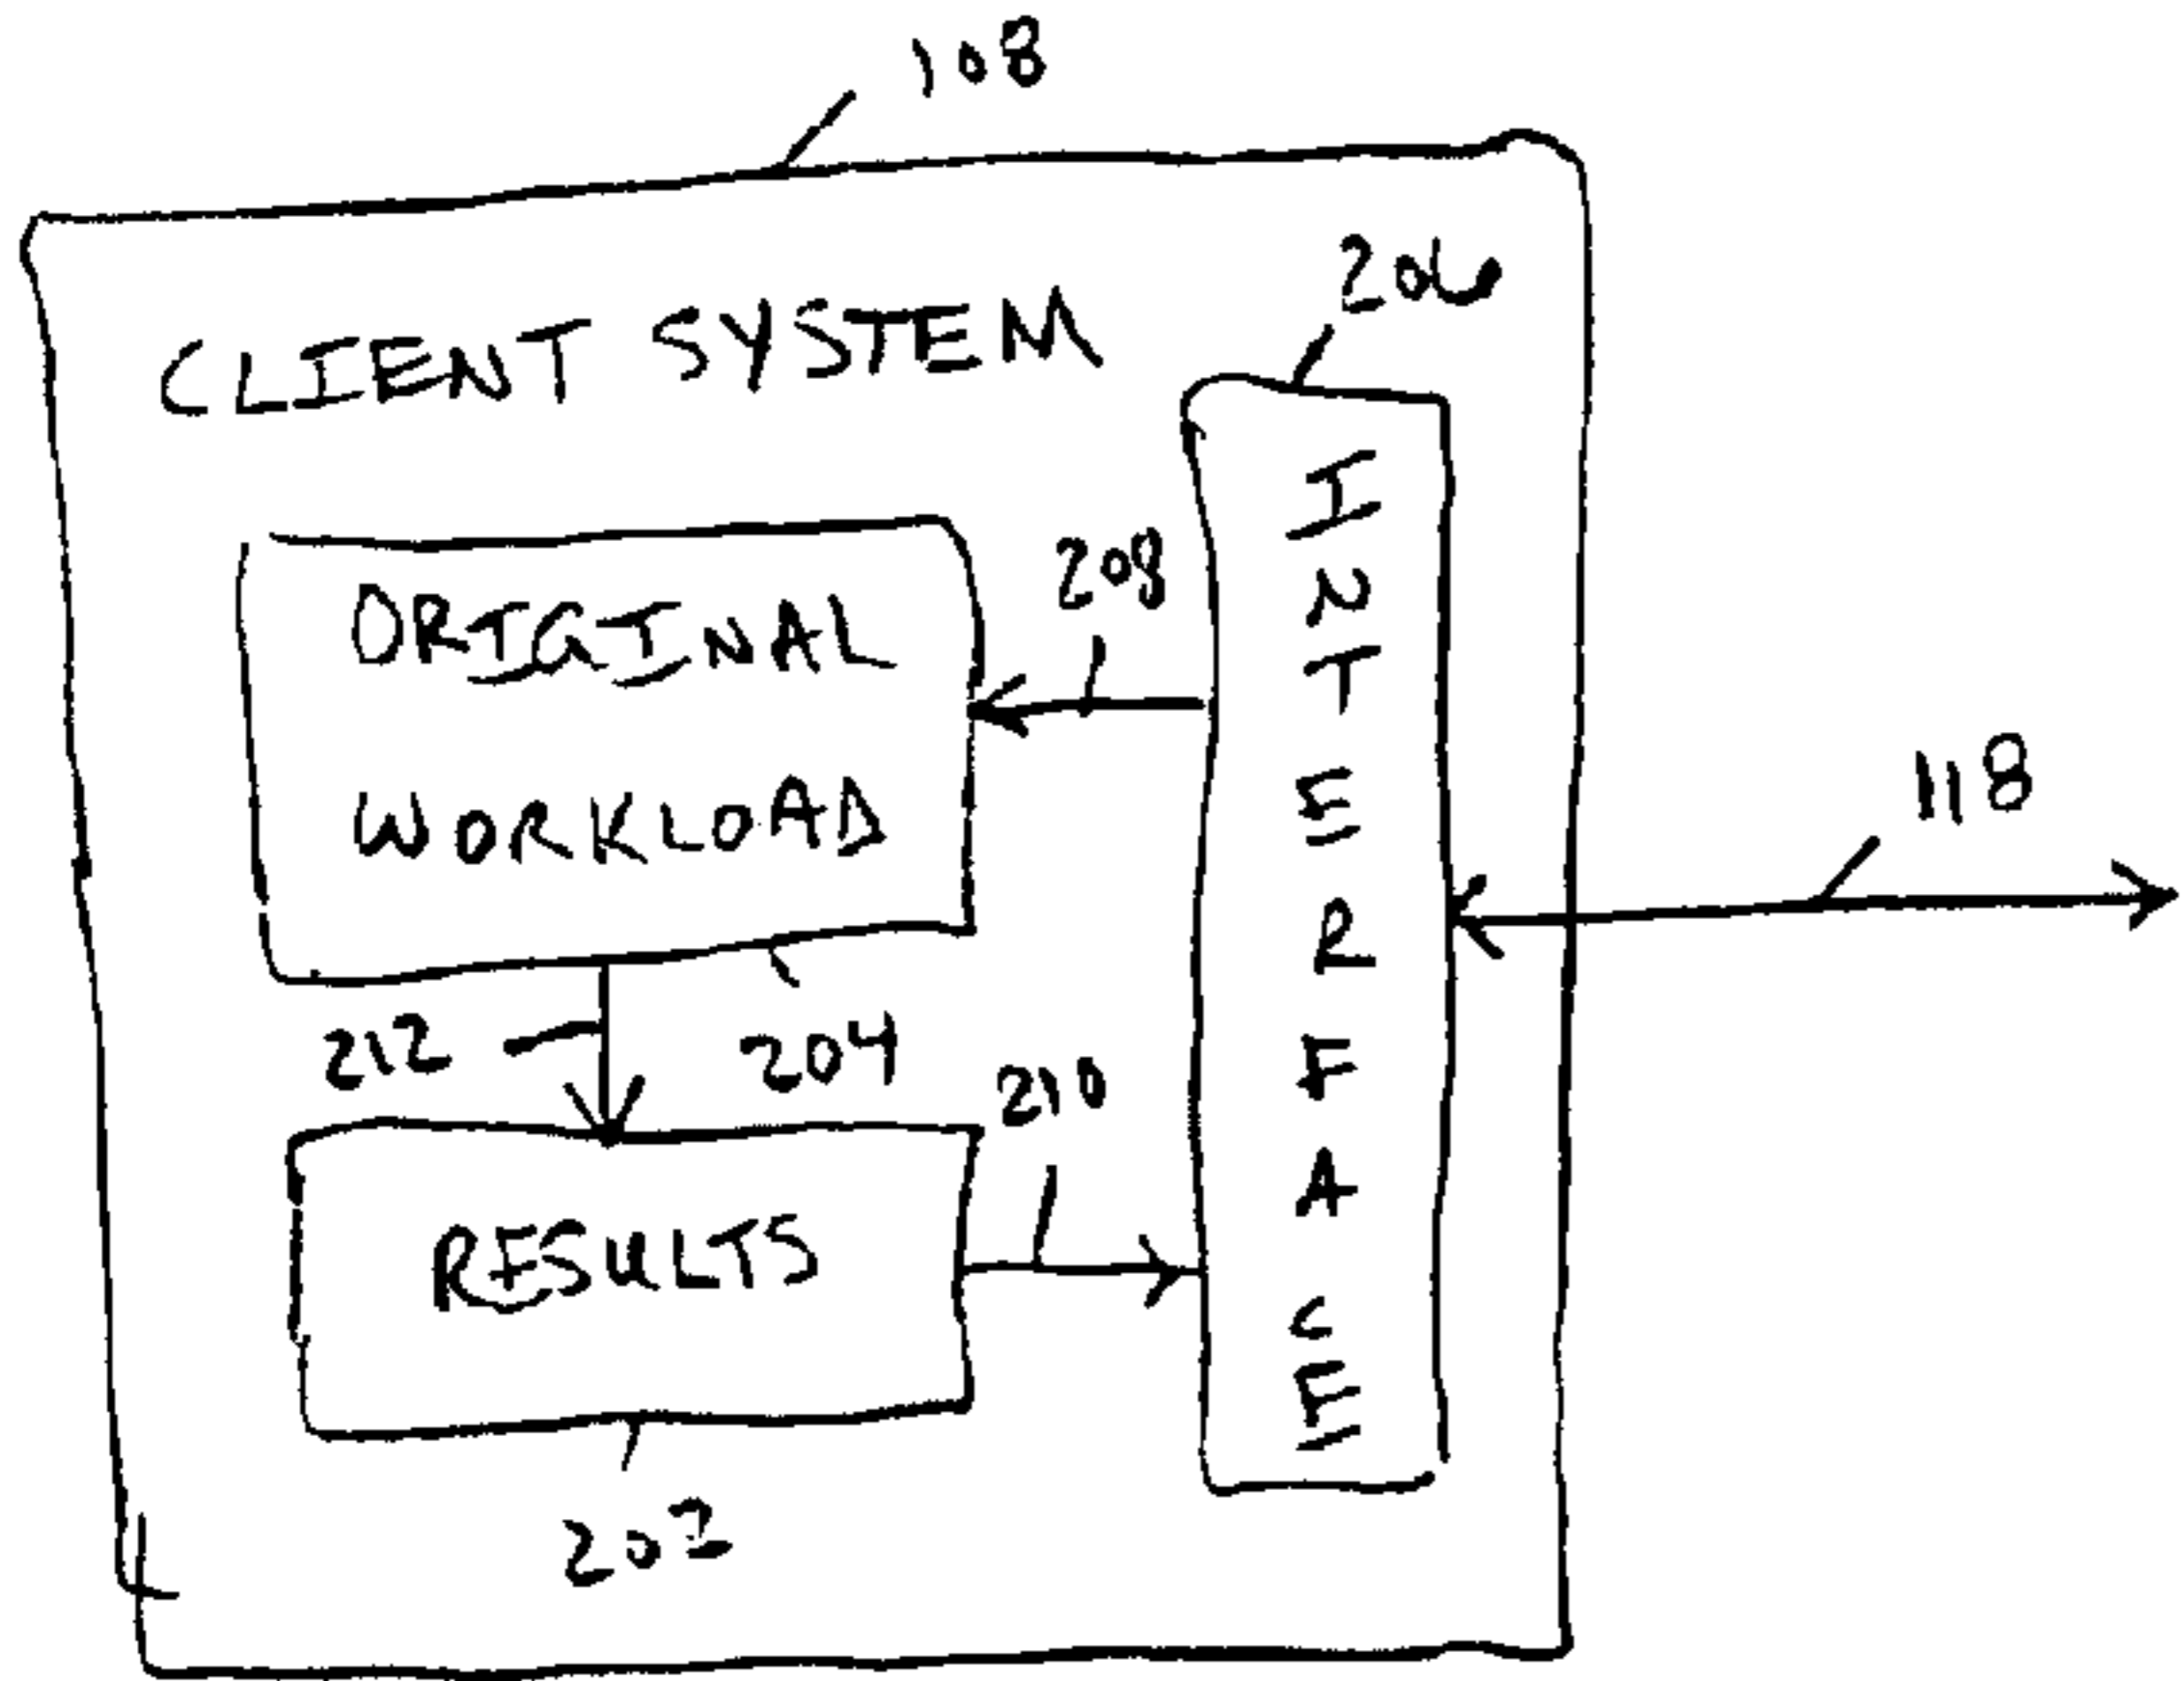 108
206
CLIENT SYSTEM
INTERFACE
208
ORIGINAL
WORKLOAD
118
212
204
210
RESULTS
202